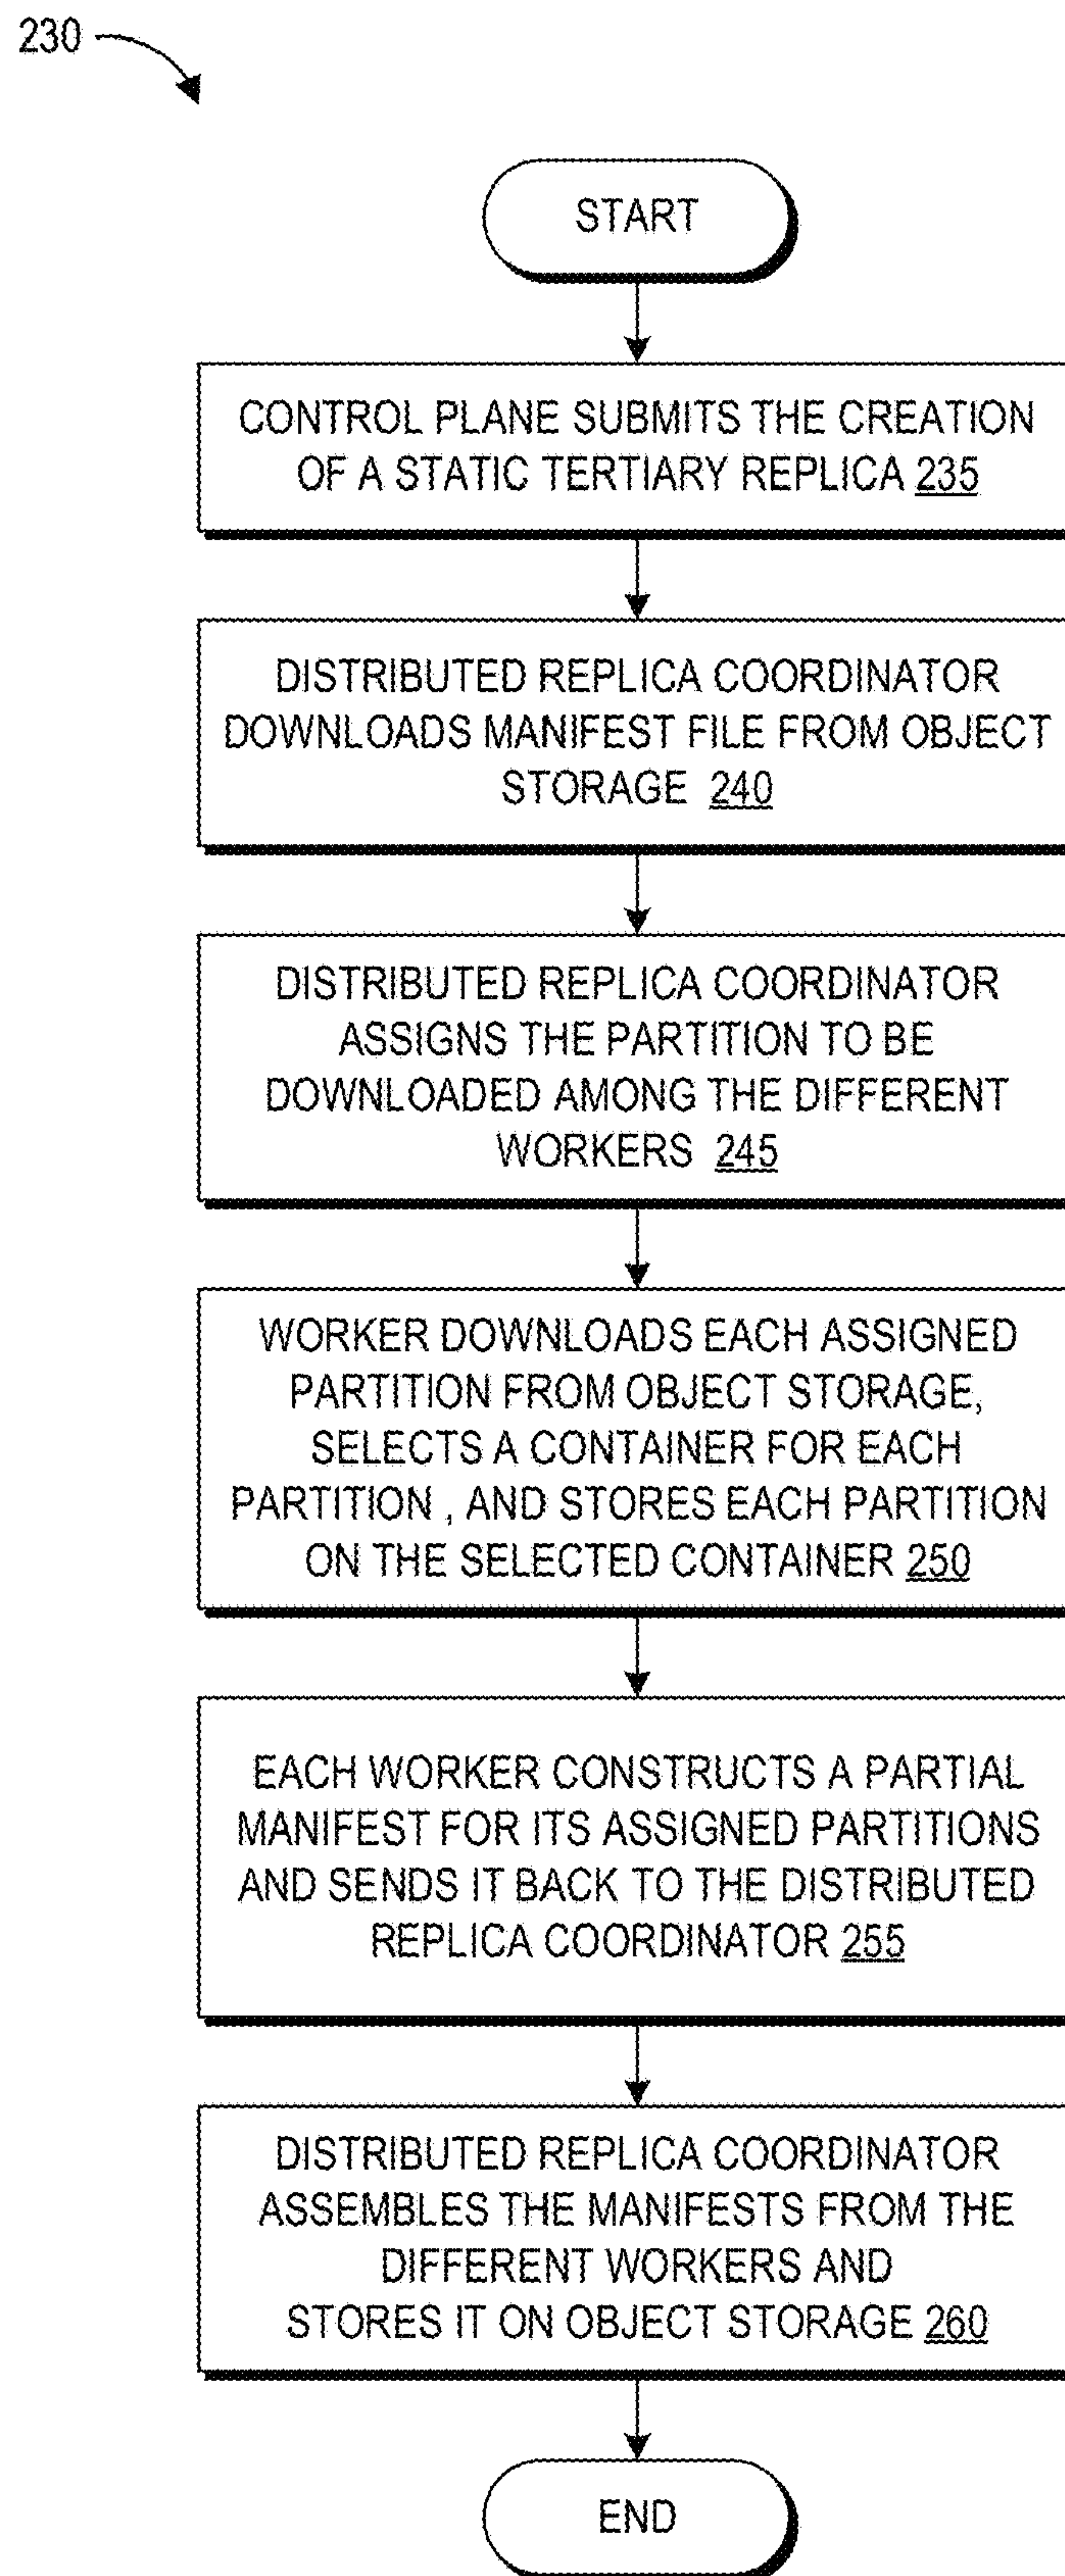 230
START
CONTROL PLANE SUBMITS THE CREATION
OF A STATIC TERTIARY REPLICA 235
DISTRIBUTED REPLICA COORDINATOR
DOWNLOADS MANIFEST FILE FROM OBJECT
STORAGE 240
DISTRIBUTED REPLICA COORDINATOR
ASSIGNS THE PARTITION TO BE
DOWNLOADED AMONG THE DIFFERENT
WORKERS 245
WORKER DOWNLOADS EACH ASSIGNED
PARTITION FROM OBJECT STORAGE,
SELECTS A CONTAINER FOR EACH
PARTITION , AND STORES EACH PARTITION
ON THE SELECTED CONTAINER 250
EACH WORKER CONSTRUCTS A PARTIAL
MANIFEST FOR ITS ASSIGNED PARTITIONS
AND SENDS IT BACK TO THE DISTRIBUTED
REPLICA COORDINATOR 255
DISTRIBUTED REPLICA COORDINATOR
ASSEMBLES THE MANIFESTS FROM THE
DIFFERENT WORKERS AND
STORES IT ON OBJECT STORAGE 260
END